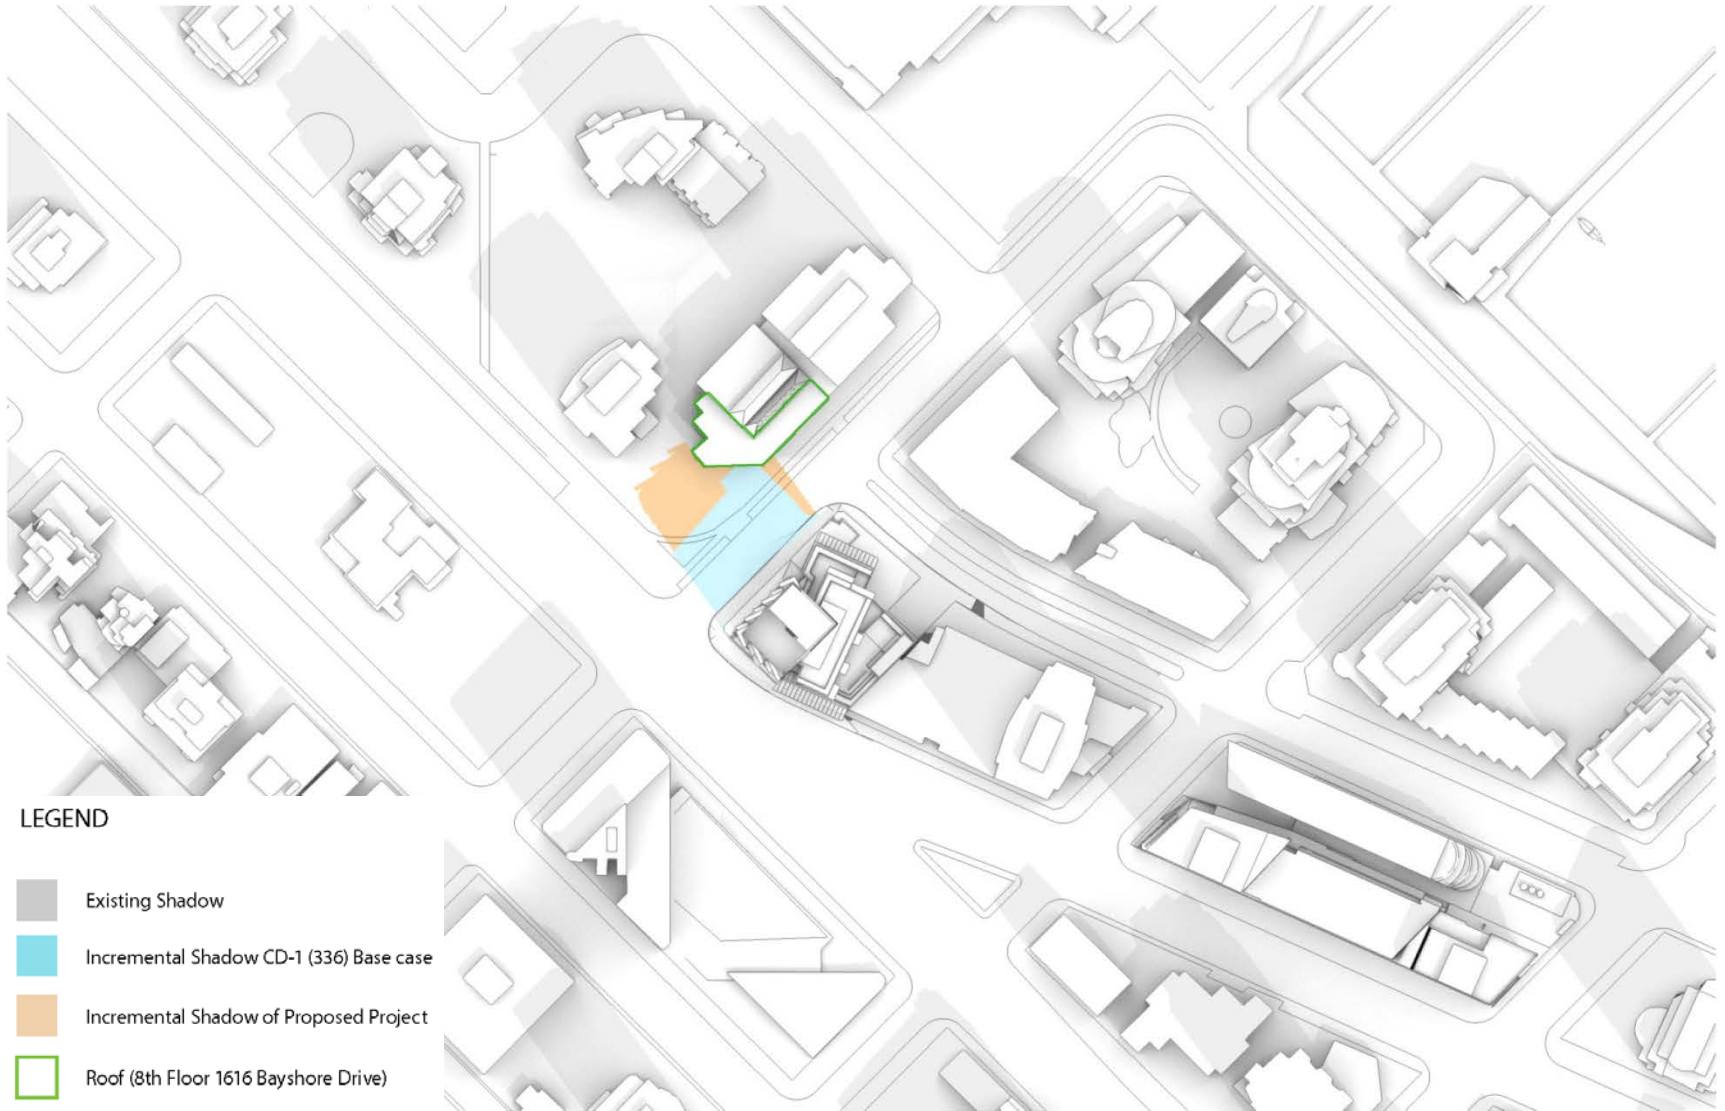 LEGEND
Existing Shadow
Incremental Shadow CD-1 (336) Base case
Incremental Shadow of Proposed Project
Roof (8th Floor 1616 Bayshore Drive)